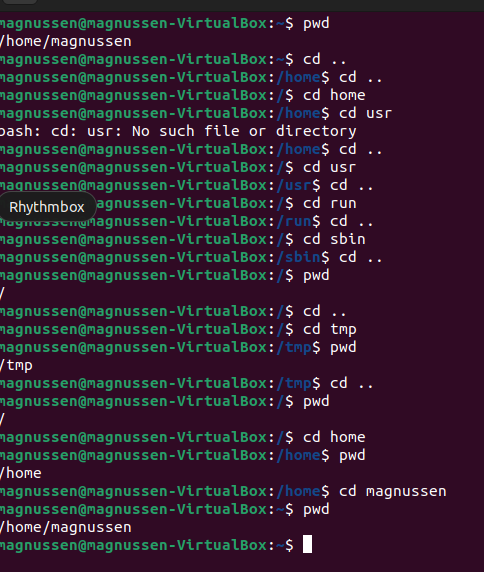 magnussen@magnussen-VirtualBox:~$ pwd
/home/magnussen
magnussen@magnussen-VirtualBox:~$ cd ..
magnussen@magnussen-VirtualBox:/home$ cd ..
magnussen@magnussen-VirtualBox:/$ cd home
magnussen@magnussen-VirtualBox:/home$ cd usr
bash: cd: usr: No such file or directory
magnussen@magnussen-VirtualBox:/home$ cd ..
magnussen@magnussen-VirtualBox:/$ cd usr
magnussen@magnussen-VirtualBox:/usr$ cd ..
Rhythmbox
magnussen@magnussen-VirtualBox:/$ cd run
magnussen@magnussen-VirtualBox:/run$ cd ..
magnussen@magnussen-VirtualBox:/$ cd sbin
magnussen@magnussen-VirtualBox:/sbin$ cd ..
magnussen@magnussen-VirtualBox:/$ pwd
/
magnussen@magnussen-VirtualBox:/$ cd ..
magnussen@magnussen-VirtualBox:/$ cd tmp
magnussen@magnussen-VirtualBox:/tmp$ pwd
/tmp
magnussen@magnussen-VirtualBox:/tmp$ cd ..
magnussen@magnussen-VirtualBox:/$ pwd
/
magnussen@magnussen-VirtualBox:/$ cd home
magnussen@magnussen-VirtualBox:/home$ pwd
/home
magnussen@magnussen-VirtualBox:/home$ cd magnussen
magnussen@magnussen-VirtualBox:~$ pwd
/home/magnussen
magnussen@magnussen-VirtualBox:~$